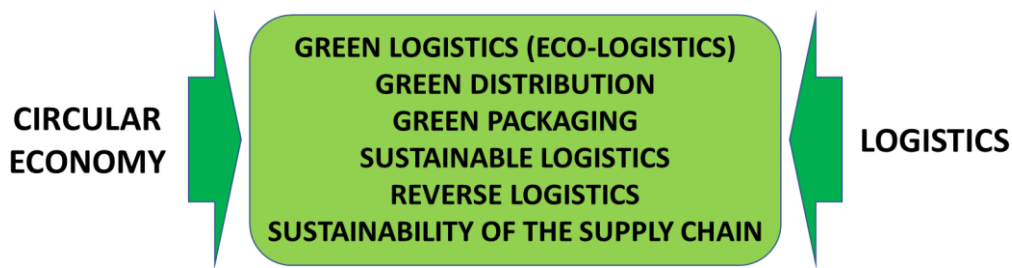 CIRCULAR
ECONOMY
GREEN LOGISTICS (ECO-LOGISTICS)
GREEN DISTRIBUTION
GREEN PACKAGING
SUSTAINABLE LOGISTICS
REVERSE LOGISTICS
SUSTAINABILITY OF THE SUPPLY CHAIN
LOGISTICS